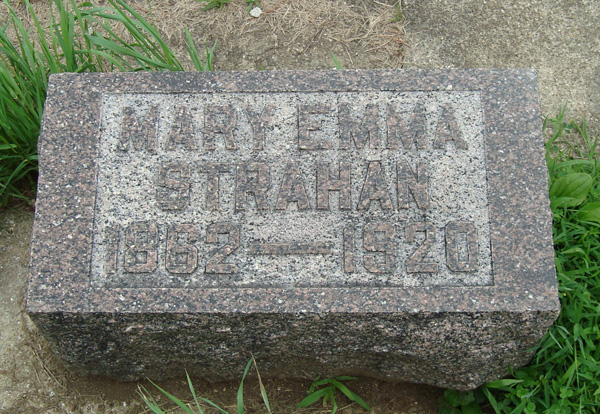 MARY EMMA
STRAHAN
1862 — 1920